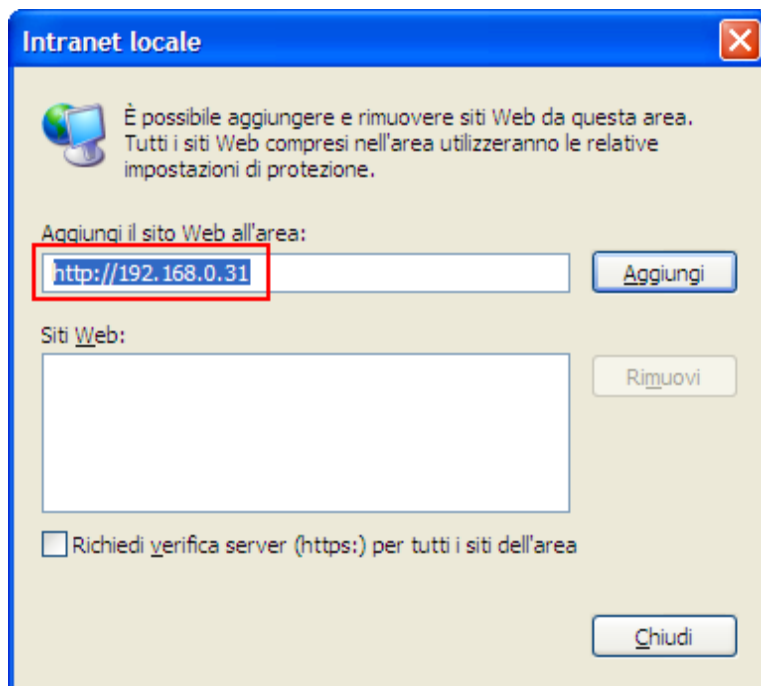 Intranet locale
È possibile aggiungere e rimuovere siti Web da questa area.
Tutti i siti Web compresi nell'area utilizzeranno le relative
impostazioni di protezione.
Aggiungi il sito Web all'area:
http://192.168.0.31
Aggiungi
Siti Web:
Rimuovi
Richiedi verifica server (https:) per tutti i siti dell'area
Chiudi